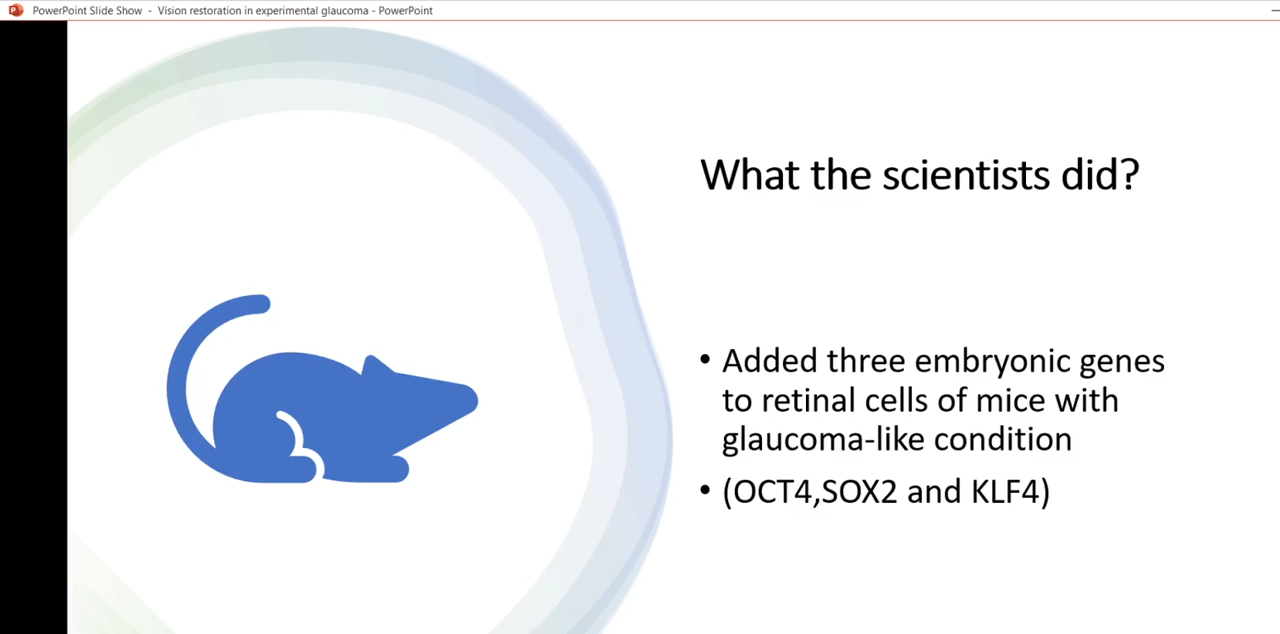 PowerPoint Slide Show - Vision restoration in experimental glaucoma - PowerPoint
What the scientists did?
• Added three embryonic genes
to retinal cells of mice with
glaucoma-like condition
• (OCT4,SOX2 and KLF4)